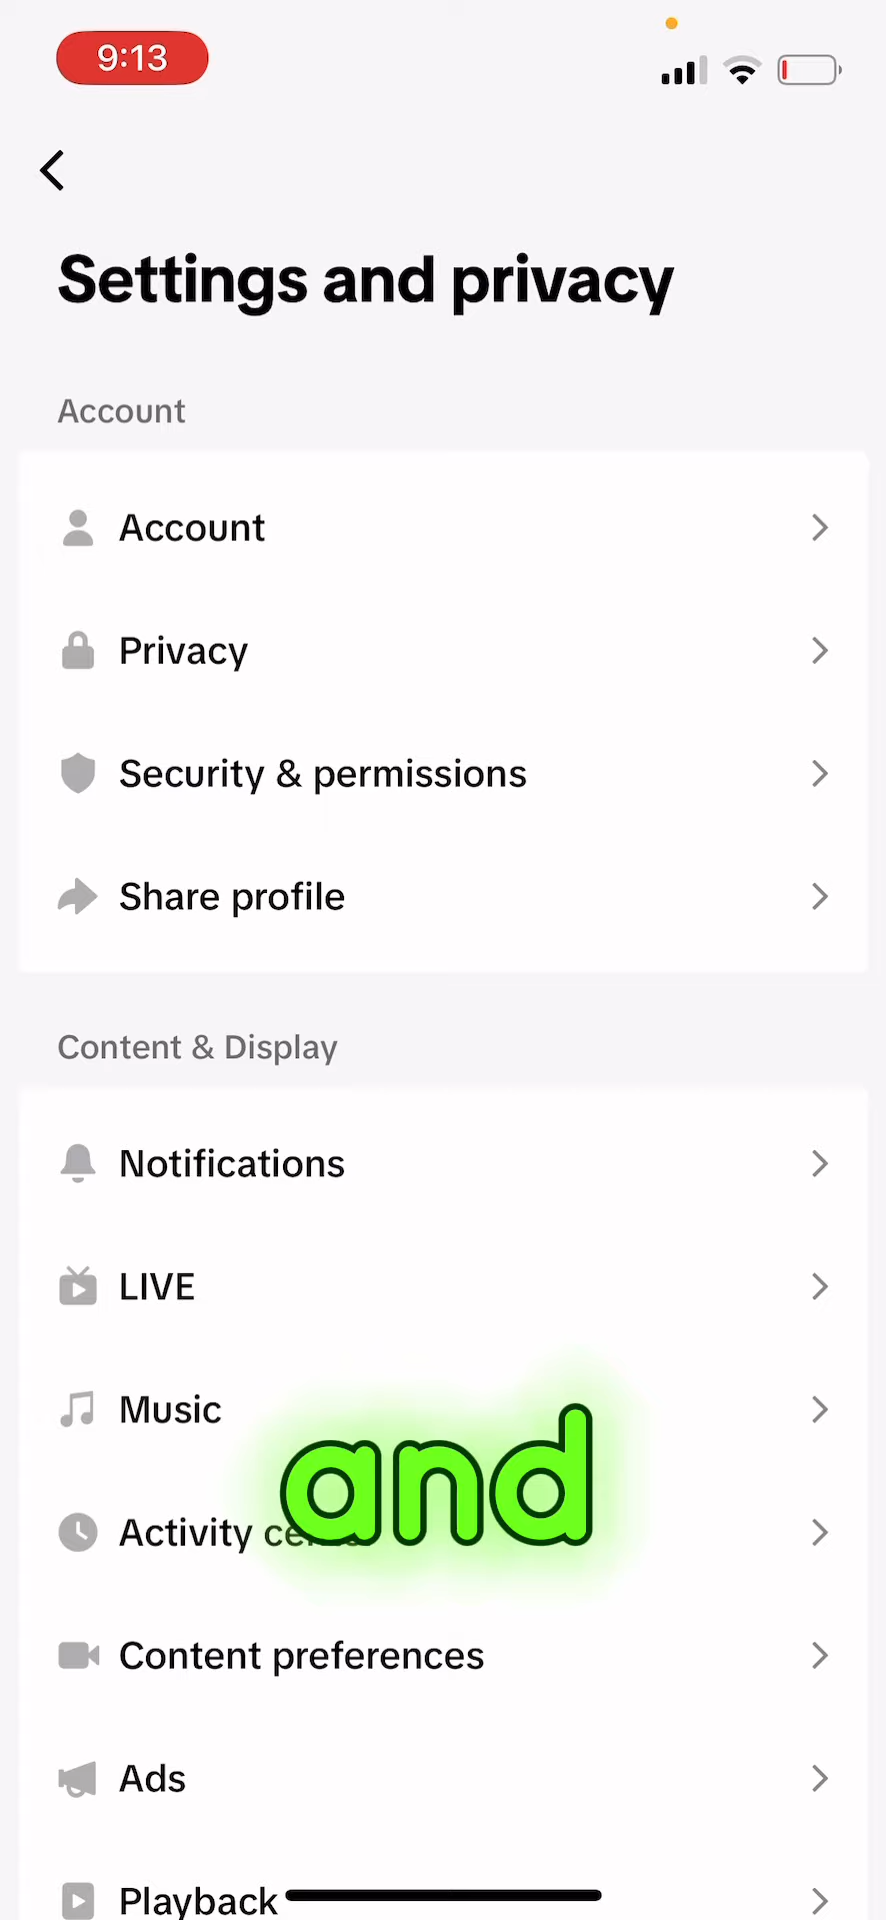 9:13
Settings and privacy
Account
Account
Privacy
Security & permissions
Share profile
Content & Display
Notifications
LIVE
Music
and
Activity
Content preferences
Ads
Playback